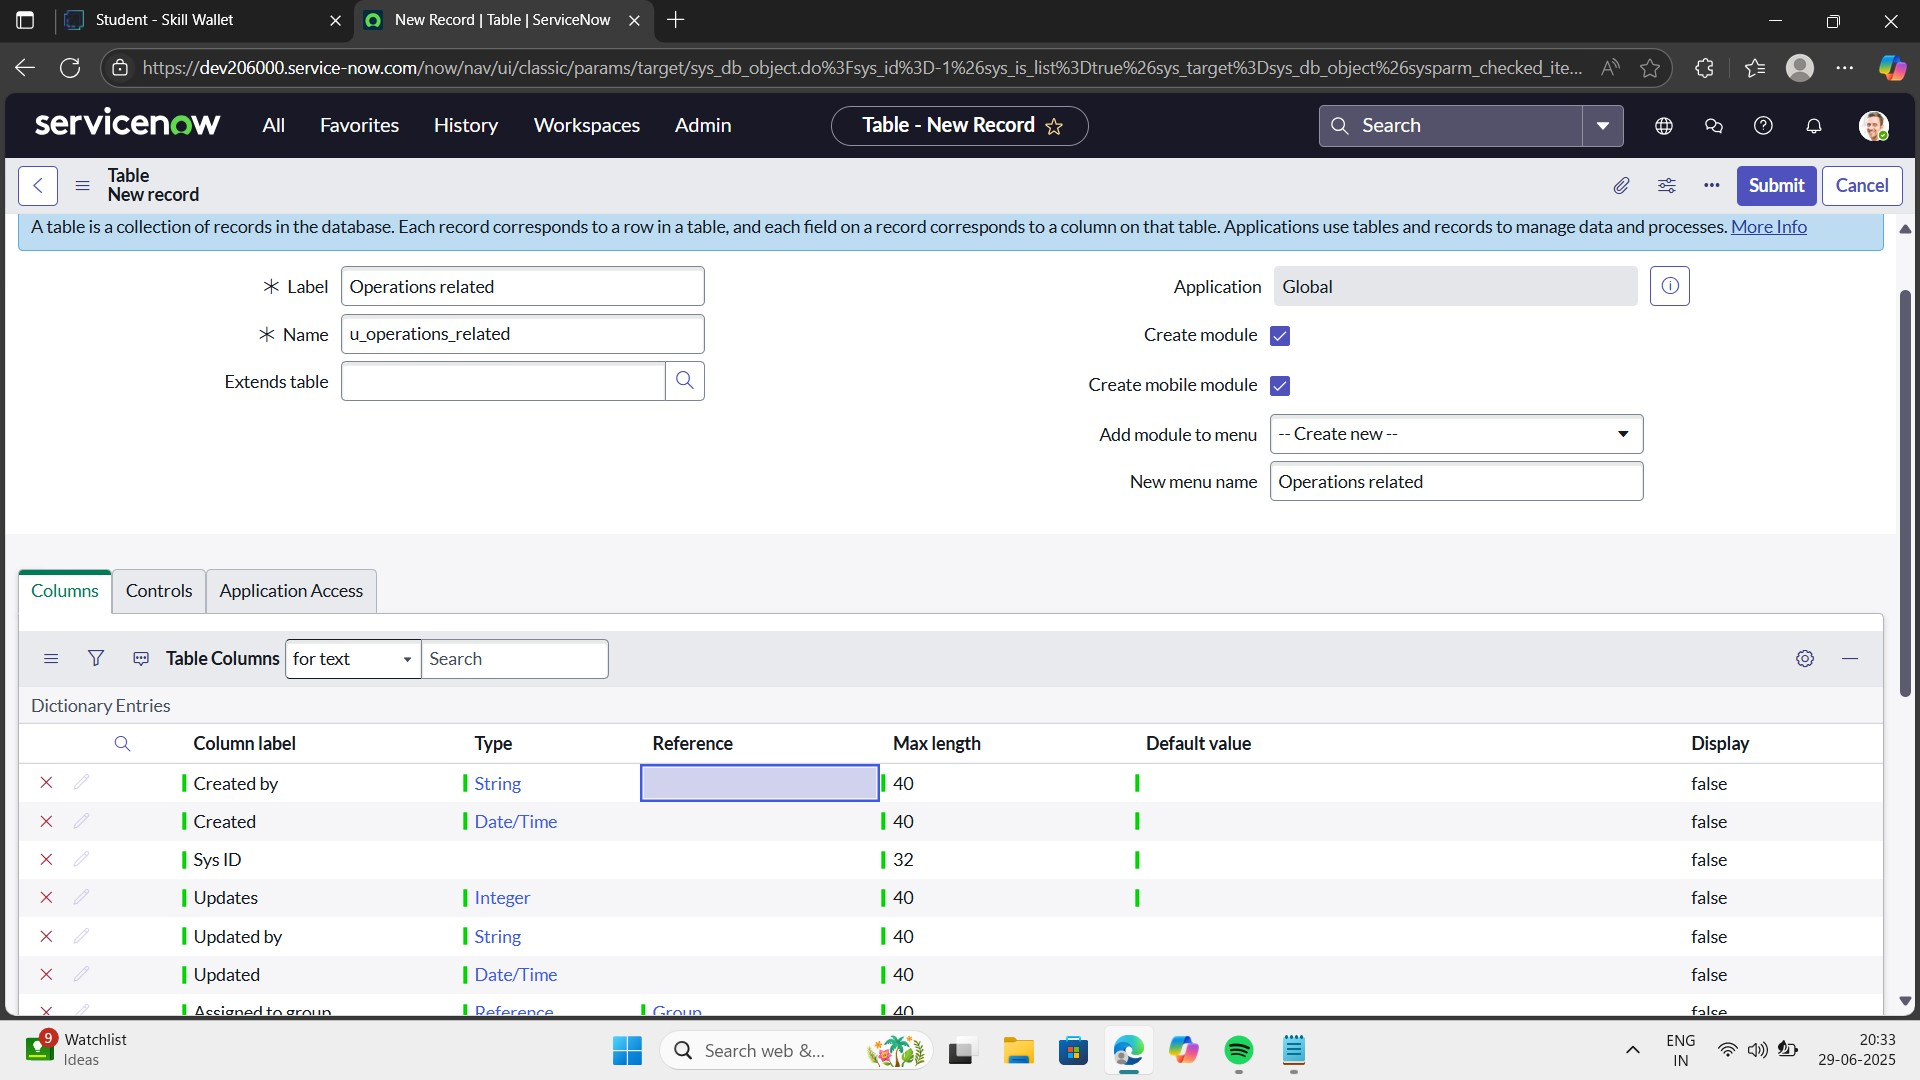 Student - Skill Wallet
New Record | Table | ServiceNow
https://dev206000.service-now.com/now/nav/ui/classic/params/target/sys_db_object.do%3Fsys_id%3D-1%26sys_is_list%3Dtrue%26sys_target%3Dsys_db_object%26sysparm_checked_ite...
servicenow
All
Favorites
History
Workspaces
Admin
Table - New Record
Search
Table
New record
Submit
Cancel
A table is a collection of records in the database. Each record corresponds to a row in a table, and each field on a record corresponds to a column on that table. Applications use tables and records to manage data and processes. More Info
Label
Operations related
Application
Global
Name
u_operations_related
Create module
Extends table
Create mobile module
Add module to menu
-- Create new --
New menu name
Operations related
Columns
Controls
Application Access
Table Columns
for text
Search
Dictionary Entries
Column label Type Reference Max length Default value Display
Created by String 40 false
Created Date/Time 40 false
Sys ID 32 false
Updates Integer 40 false
Updated by String 40 false
Updated Date/Time 40 false
Assigned to group Reference Group 40 false
9
Watchlist
Ideas
Search web &...
ENG
IN
20:33
29-06-2025